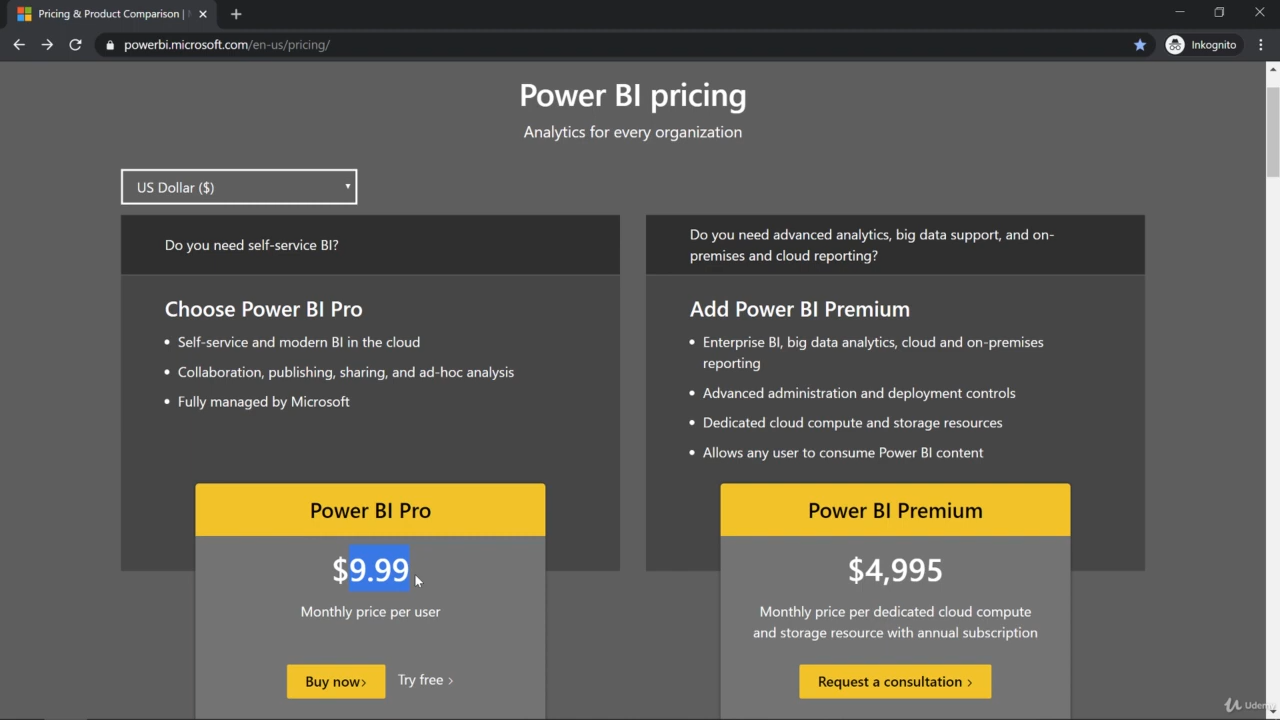 Pricing & Product Comparison |
powerbi.microsoft.com/en-us/pricing/
Inkognito
Power BI pricing
Analytics for every organization
US Dollar ($)
Do you need self-service BI?
Choose Power BI Pro
• Self-service and modern BI in the cloud
• Collaboration, publishing, sharing, and ad-hoc analysis
• Fully managed by Microsoft
Power BI Pro
$9.99
Monthly price per user
Buy now›
Try free ›
Do you need advanced analytics, big data support, and on-
premises and cloud reporting?
Add Power BI Premium
• Enterprise BI, big data analytics, cloud and on-premises
reporting
• Advanced administration and deployment controls
• Dedicated cloud compute and storage resources
• Allows any user to consume Power BI content
Power BI Premium
$4,995
Monthly price per dedicated cloud compute
and storage resource with annual subscription
Request a consultation ›